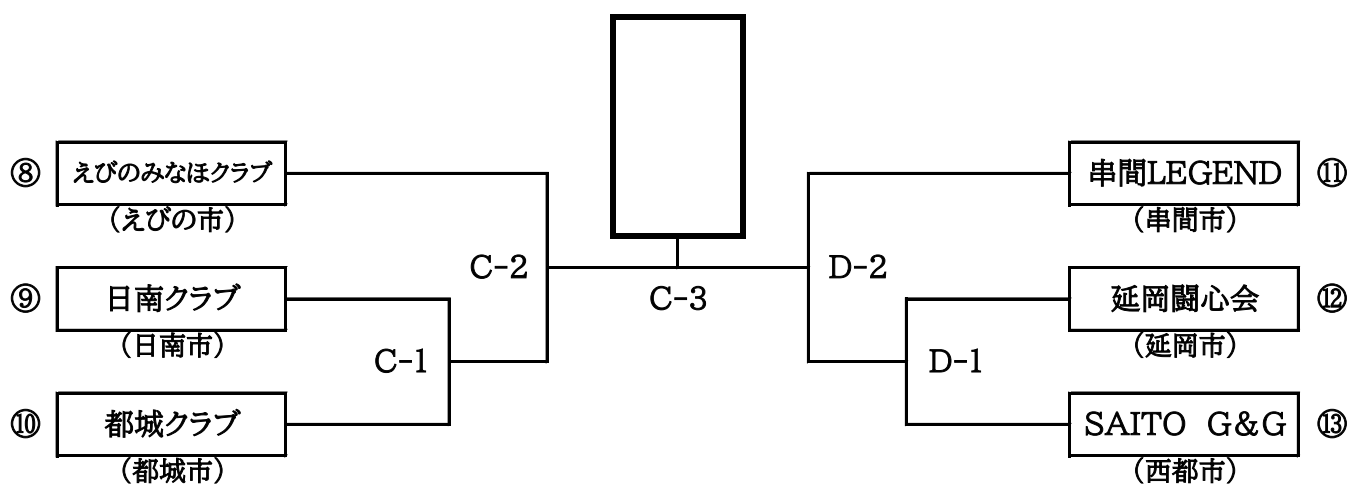 ⑧ えびのみなほクラブ
(えびの市)
⑨ 日南クラブ
(日南市)
⑩ 都城クラブ
(都城市)
C-2
C-1
C-3
D-2
D-1
串間LEGEND ⑪
(串間市)
延岡闘心会 ⑫
(延岡市)
SAITO G&G ⑬
(西都市)